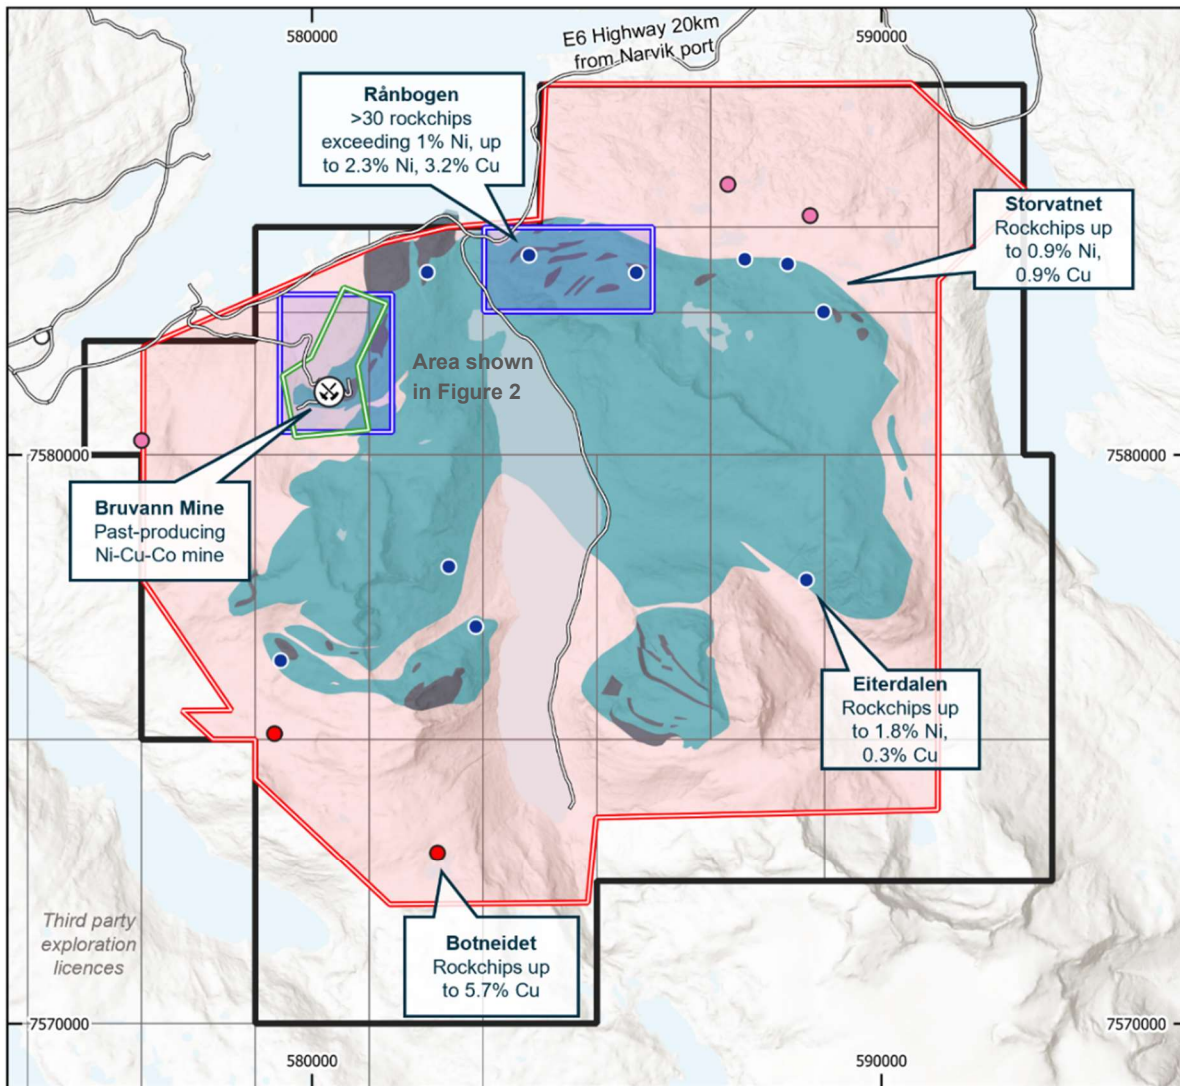 580000
590000
E6 Highway 20km
from Narvik port
Rånbogen
>30 rockchips
exceeding 1% Ni, up
to 2.3% Ni, 3.2% Cu
Storvatnet
Rockchips up
to 0.9% Ni,
0.9% Cu
Area shown
in Figure 2
7580000
7580000
Bruvann Mine
Past-producing
Ni-Cu-Co mine
Eiterdalen
Rockchips up
to 1.8% Ni,
0.3% Cu
Third party
exploration
licences
Botneidet
Rockchips up
to 5.7% Cu
7570000
7570000
580000
590000